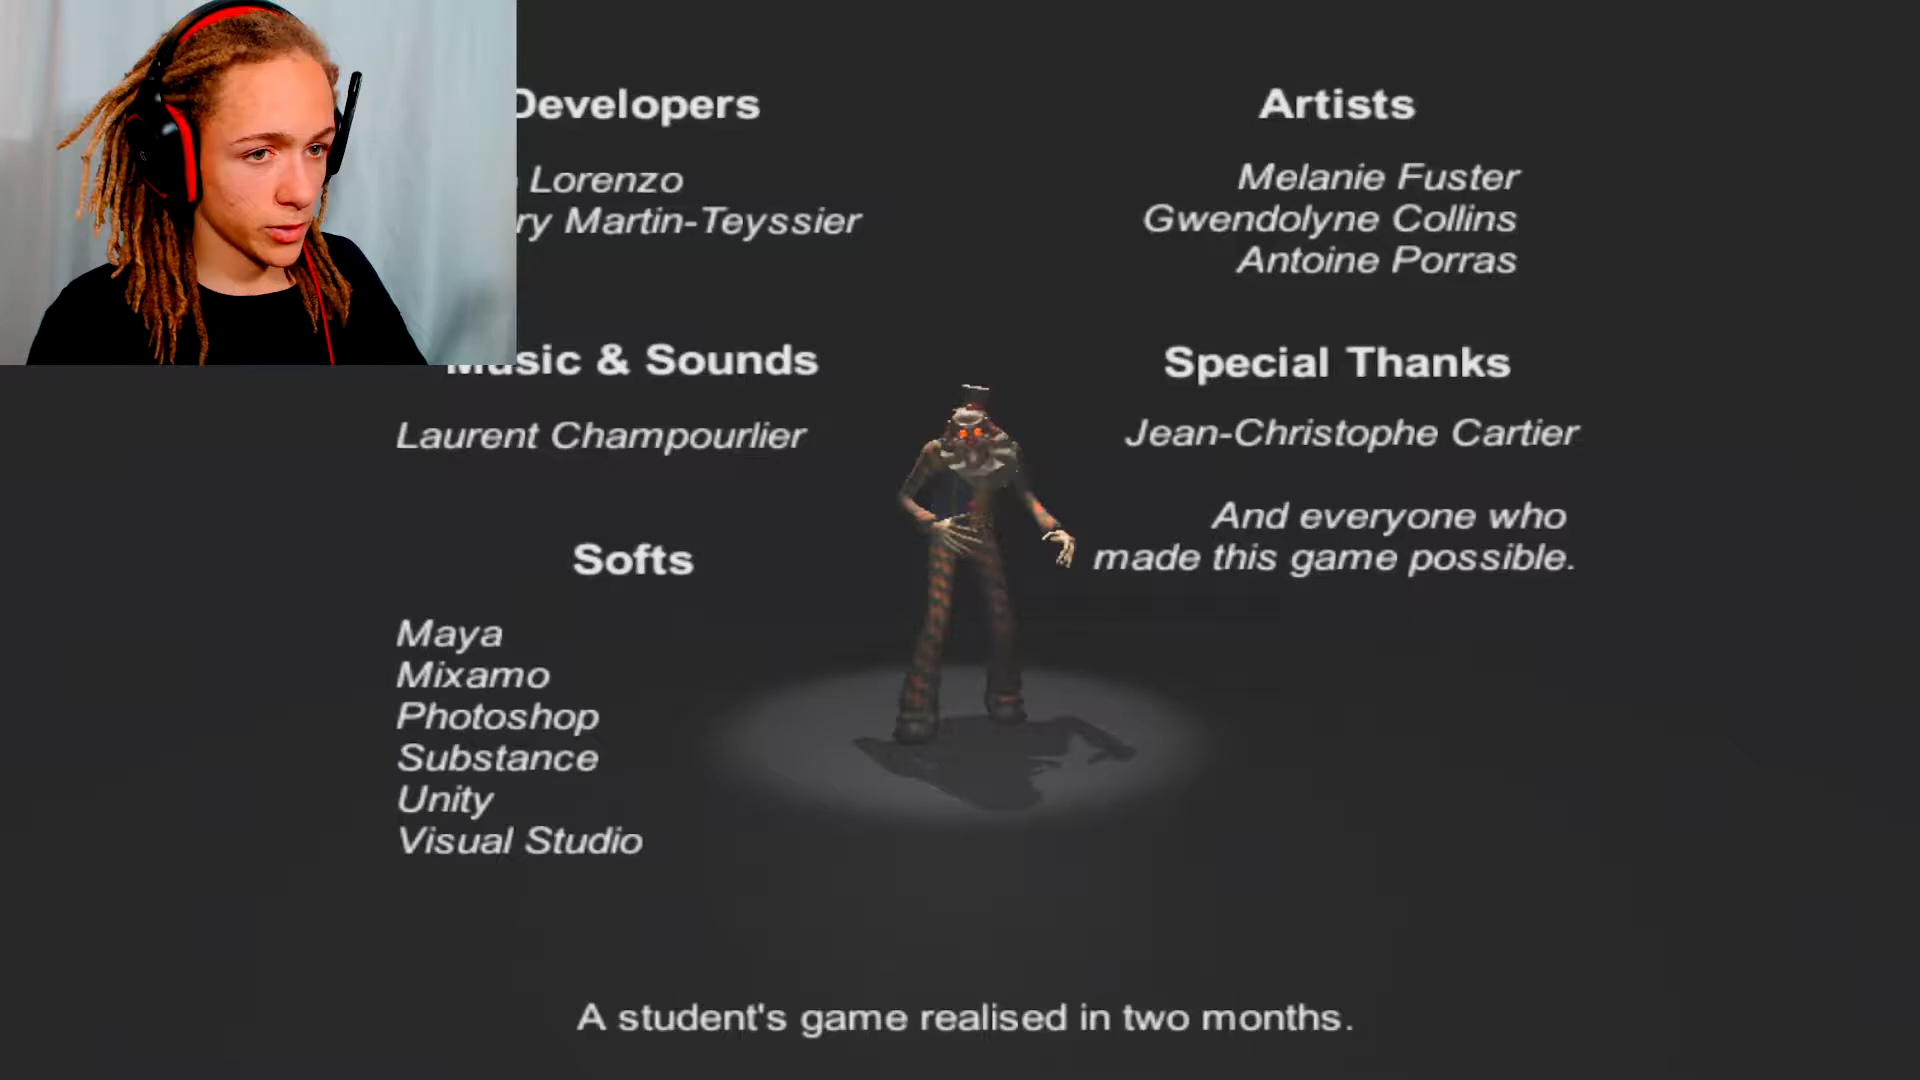 Developers
Lorenzo
Martin-Teyssier
Music & Sounds
Laurent Champourlier
Softs
Maya
Mixamo
Photoshop
Substance
Unity
Visual Studio
Artists
Melanie Fuster
Gwendolyne Collins
Antoine Porras
Special Thanks
Jean-Christophe Cartier
And everyone who
made this game possible.
A student's game realised in two months.